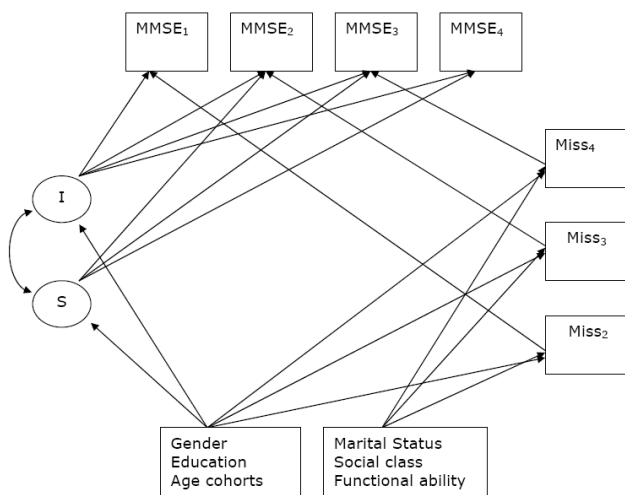 MMSE₁
MMSE₂
MMSE₃
MMSE₄
Miss₄
I
Miss₃
S
Miss₂
Gender
Education
Age cohorts
Marital Status
Social class
Functional ability